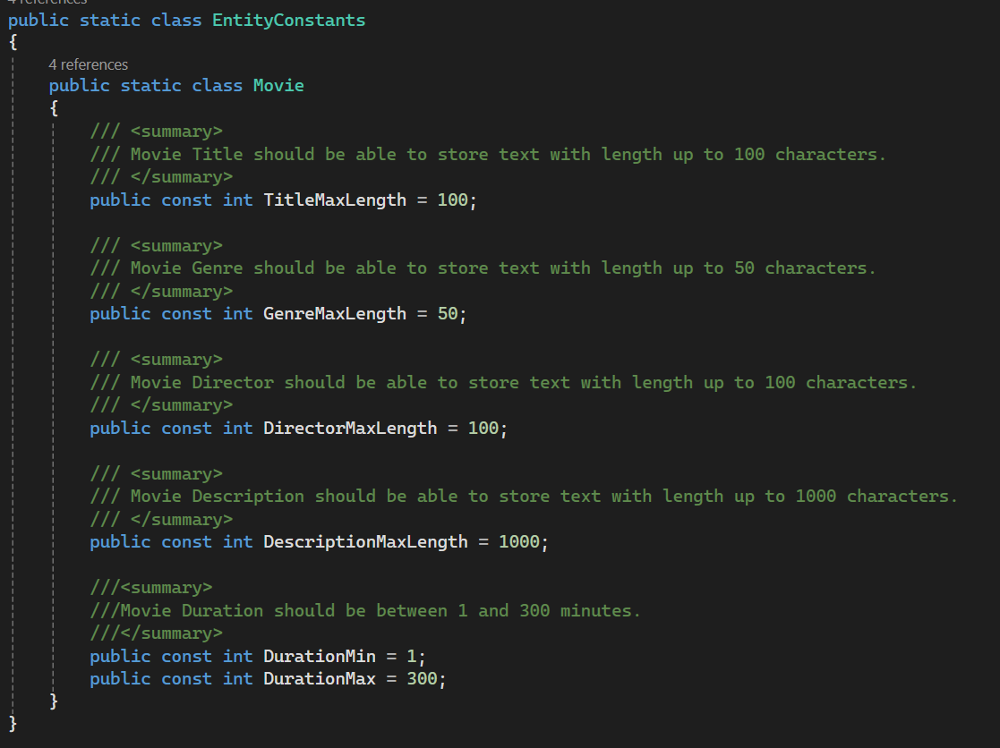 4 references
public static class EntityConstants
{
4 references
public static class Movie
{
/// <summary>
/// Movie Title should be able to store text with length up to 100 characters.
/// </summary>
public const int TitleMaxLength = 100;
/// <summary>
/// Movie Genre should be able to store text with length up to 50 characters.
/// </summary>
public const int GenreMaxLength = 50;
/// <summary>
/// Movie Director should be able to store text with length up to 100 characters.
/// </summary>
public const int DirectorMaxLength = 100;
/// <summary>
/// Movie Description should be able to store text with length up to 1000 characters.
/// </summary>
public const int DescriptionMaxLength = 1000;
///<summary>
///Movie Duration should be between 1 and 300 minutes.
///</summary>
public const int DurationMin = 1;
public const int DurationMax = 300;
}
}